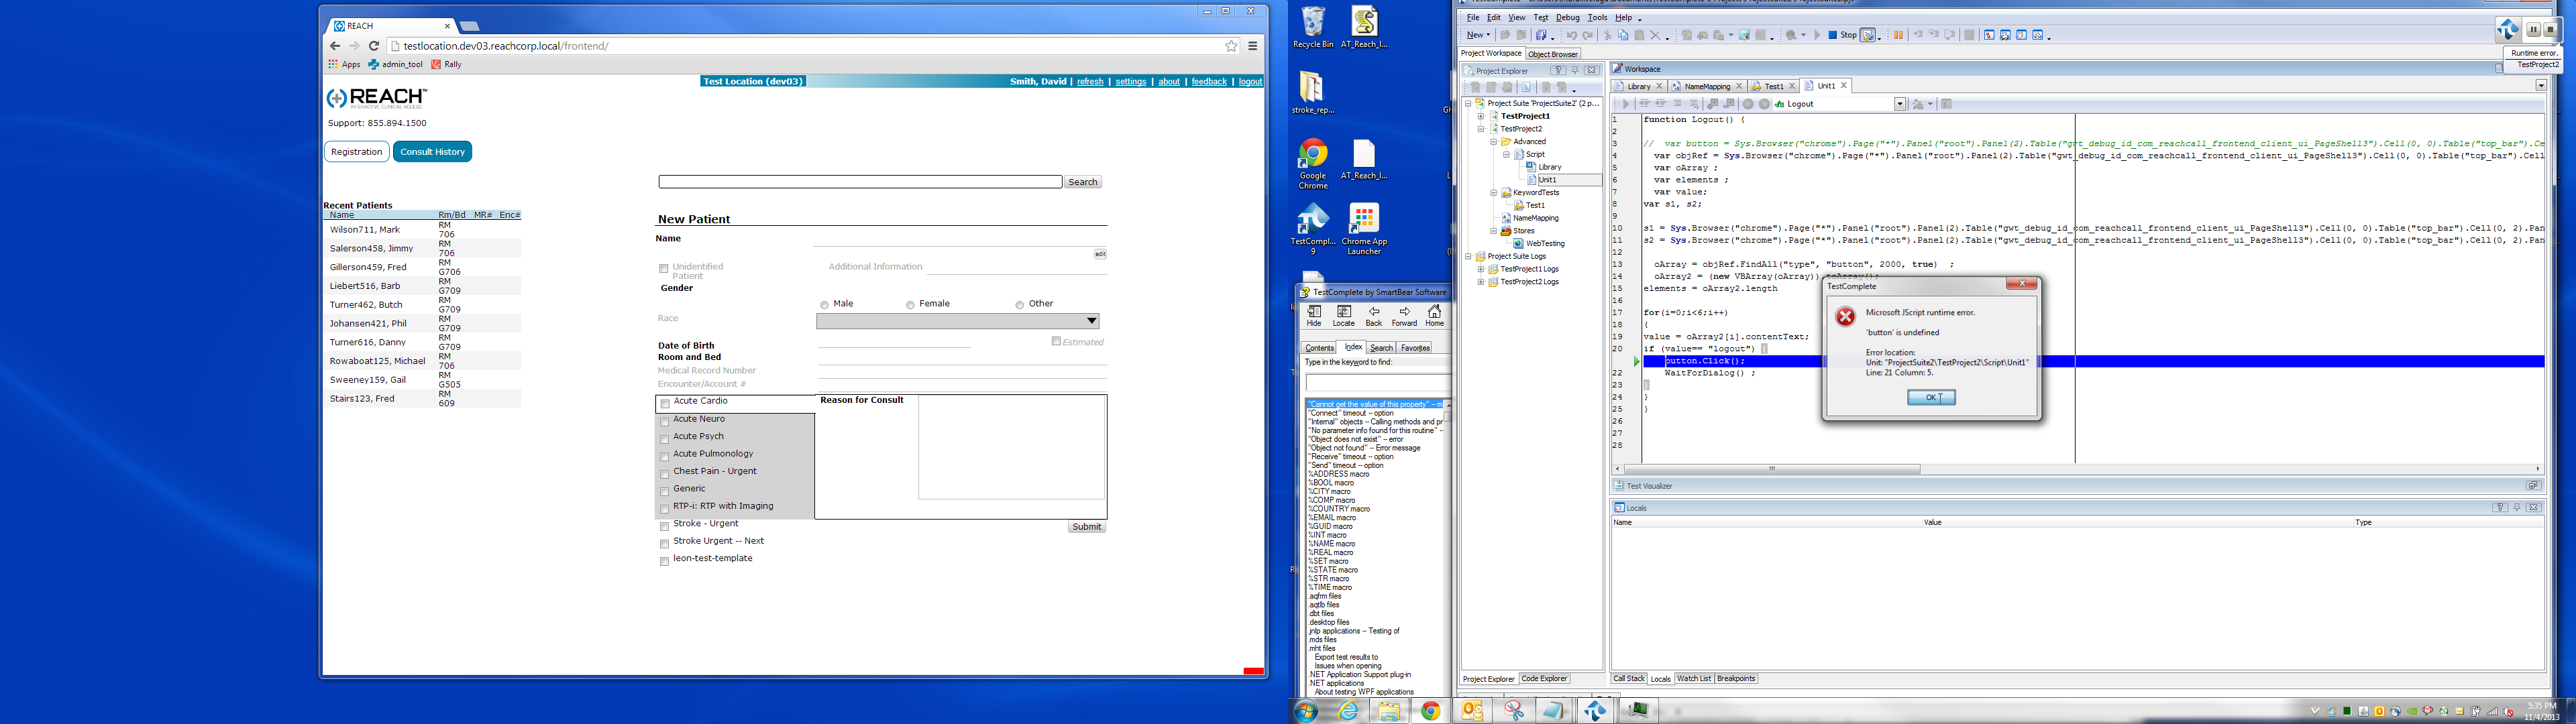 REACH
testlocation.dev03.reachcorp.local/frontend/
Apps admin_tool Rally
Test Location (dev03) Smith, David | refresh | settings | about | feedback | logout
REACH
INTERACTIVE CLINICAL ACCESS
Support: 855.894.1500
Registration Consult History
Search
Recent Patients
Name Rm/Bd MR# Enc#
Wilson711, Mark RM 706
Salerson458, Jimmy RM 706
Gillerson459, Fred RM G706
Liebert516, Barb RM G709
Turner462, Butch RM G709
Johansen421, Phil RM G709
Turner616, Danny RM G709
Rowaboat125, Michael RM 706
Sweeney159, Gail RM G505
Stairs123, Fred RM 609
New Patient
Name
edit
Unidentified Patient Additional Information
Gender
Male Female Other
Race
Date of Birth Estimated
Room and Bed
Medical Record Number
Encounter/Account #
Acute Cardio Reason for Consult
Acute Neuro
Acute Psych
Acute Pulmonology
Chest Pain - Urgent
Generic
RTP-i: RTP with Imaging
Stroke - Urgent
Submit
Stroke Urgent -- Next
leon-test-template
Recycle Bin AT_Reach_I...
stroke_rep...
Google Chrome AT_Reach_I...
TestCompl... 9 Chrome App Launcher
TestComplete by SmartBear Software
Hide Locate Back Forward Home
Contents Index Search Favorites
Type in the keyword to find:
"Cannot get the value of this property" -- m
"Connect" timeout -- option
"Internal" objects -- Calling methods and pr
"No parameter info found for this routine" --
"Object does not exist" -- error
"Object not found" -- Error message
"Receive" timeout -- option
"Send" timeout -- option
%ADDRESS macro
%BOOL macro
%CITY macro
%COMP macro
%COUNTRY macro
%EMAIL macro
%GUID macro
%INT macro
%NAME macro
%REAL macro
%SET macro
%STATE macro
%STR macro
%TIME macro
.aqfm files
.aqtlb files
.dbt files
.desktop files
.jnlp applications -- Testing of
.mds files
.mht files
Export test results to
Issues when opening
.NET Application Support plug-in
.NET applications
About testing WPF applications
File Edit View Test Debug Tools Help
New Stop
Runtime error.
TestProject2
Project Workspace Object Browser
Project Explorer
Project Suite 'ProjectSuite2' (2 p...
TestProject1
TestProject2
Advanced
Script
Library
Unit1
KeywordTests
Test1
NameMapping
Stores
WebTesting
Project Suite Logs
TestProject1 Logs
TestProject2 Logs
Project Explorer Code Explorer
Workspace
Library NameMapping Test1 Unit1
Logout
1 function Logout() {
2
3 // var button = Sys.Browser("chrome").Page("*").Panel("root").Panel(2).Table("gwt_debug_id_com_reachcall_frontend_client_ui_PageShell3").Cell(0, 0).Table("top_bar").Ce
4 var objRef = Sys.Browser("chrome").Page("*").Panel("root").Panel(2).Table("gwt_debug_id_com_reachcall_frontend_client_ui_PageShell3").Cell(0, 0).Table("top_bar").Cell
5 var oArray ;
6 var elements ;
7 var value;
8 var s1, s2;
9
10 s1 = Sys.Browser("chrome").Page("*").Panel("root").Panel(2).Table("gwt_debug_id_com_reachcall_frontend_client_ui_PageShell3").Cell(0, 0).Table("top_bar").Cell(0, 2).Pan
11 s2 = Sys.Browser("chrome").Page("*").Panel("root").Panel(2).Table("gwt_debug_id_com_reachcall_frontend_client_ui_PageShell3").Cell(0, 0).Table("top_bar").Cell(0, 2).Pan
12
13 oArray = objRef.FindAll("type", "button", 2000, true) ;
14 oArray2 = (new VBArray(oArray)).toArray();
15 elements = oArray2.length
16
17 for(i=0;i<6;i++)
18 {
19 value = oArray2[i].contentText;
20 if (value== "logout") {
button.Click();
22 WaitForDialog() ;
23 }
24 }
25 }
26
27
28
TestComplete
Microsoft JScript runtime error.
'button' is undefined
Error location:
Unit: "ProjectSuite2\TestProject2\Script\Unit1"
Line: 21 Column: 5.
OK
Test Visualizer
Locals
Name Value Type
Call Stack Locals Watch List Breakpoints
5:35 PM
11/4/2013